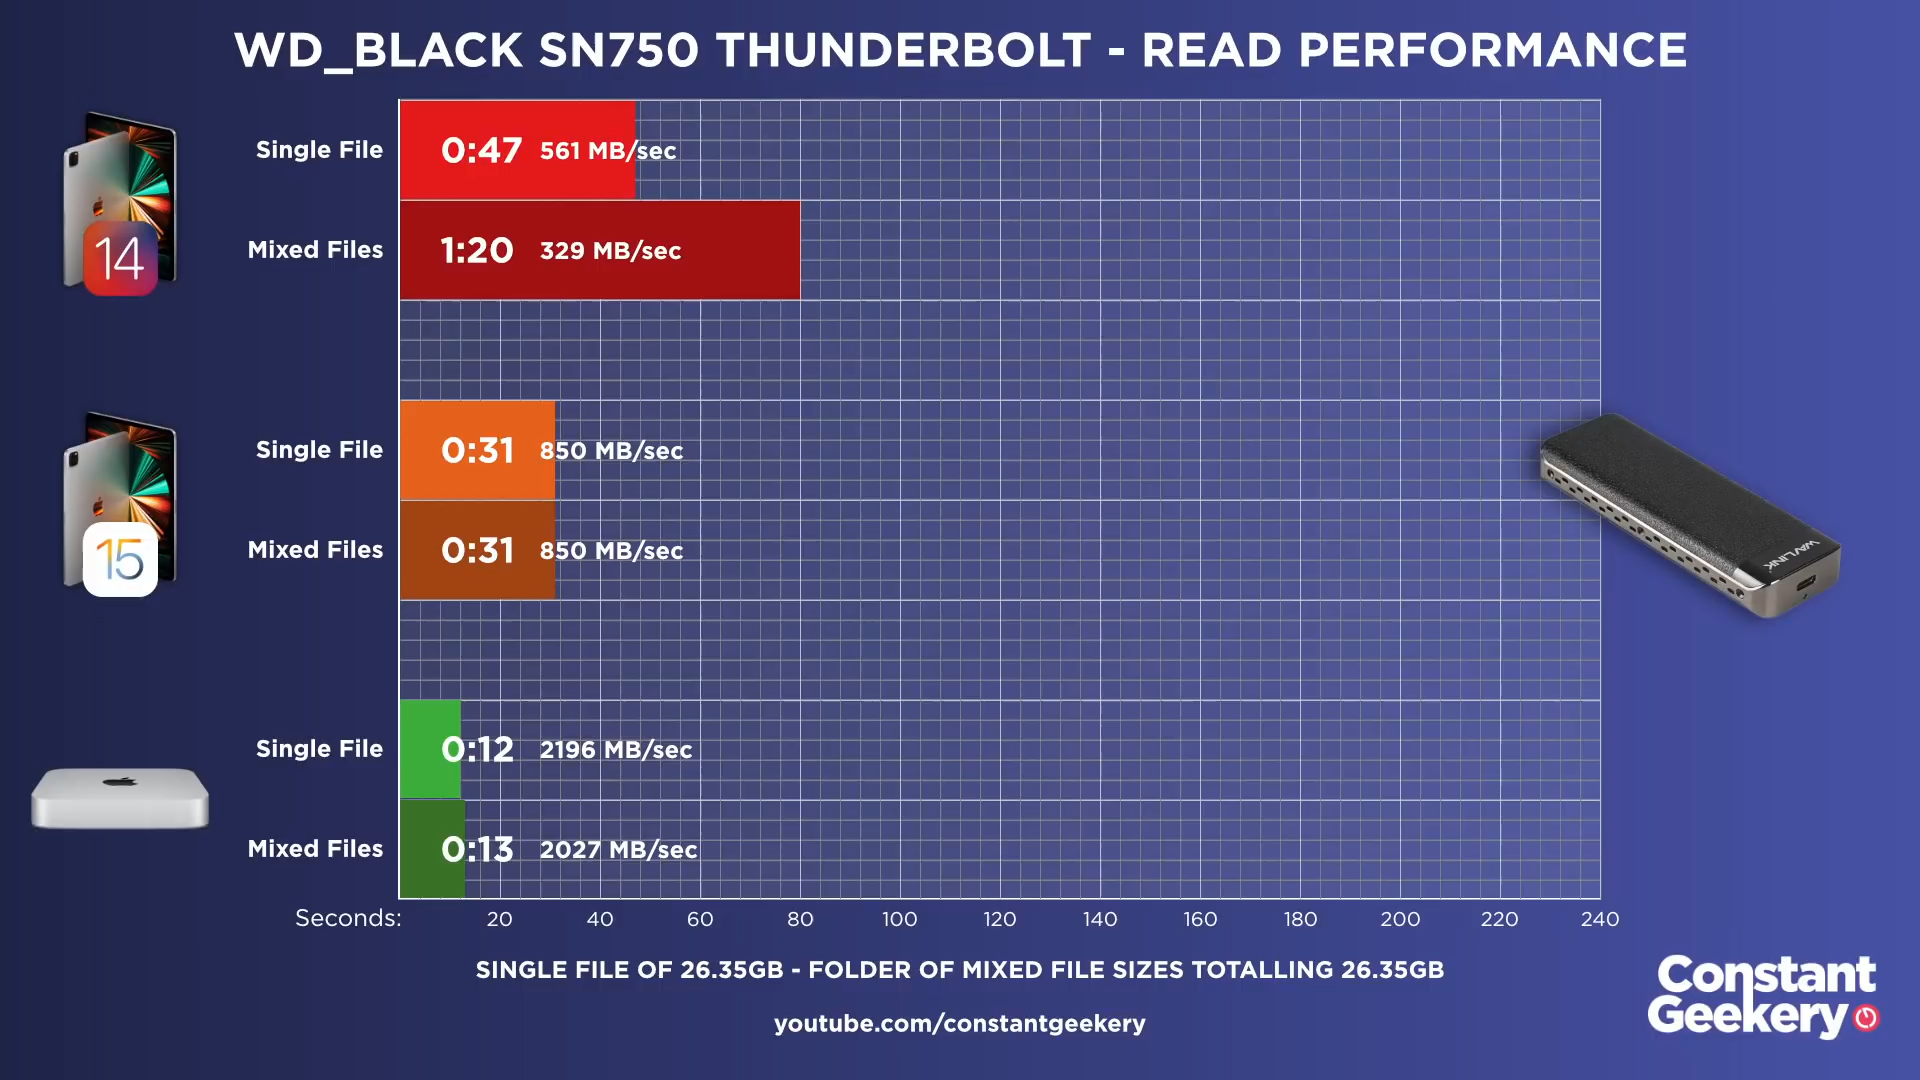 WD_BLACK SN750 THUNDERBOLT - READ PERFORMANCE
Single File 0:47 561 MB/sec
Mixed Files 1:20 329 MB/sec
14
Single File 0:31 850 MB/sec
Mixed Files 0:31 850 MB/sec
15
WAVLINK
Single File 0:12 2196 MB/sec
Mixed Files 0:13 2027 MB/sec
Seconds: 20 40 60 80 100 120 140 160 180 200 220 240
SINGLE FILE OF 26.35GB - FOLDER OF MIXED FILE SIZES TOTALLING 26.35GB
youtube.com/constantgeekery
Constant
Geekery